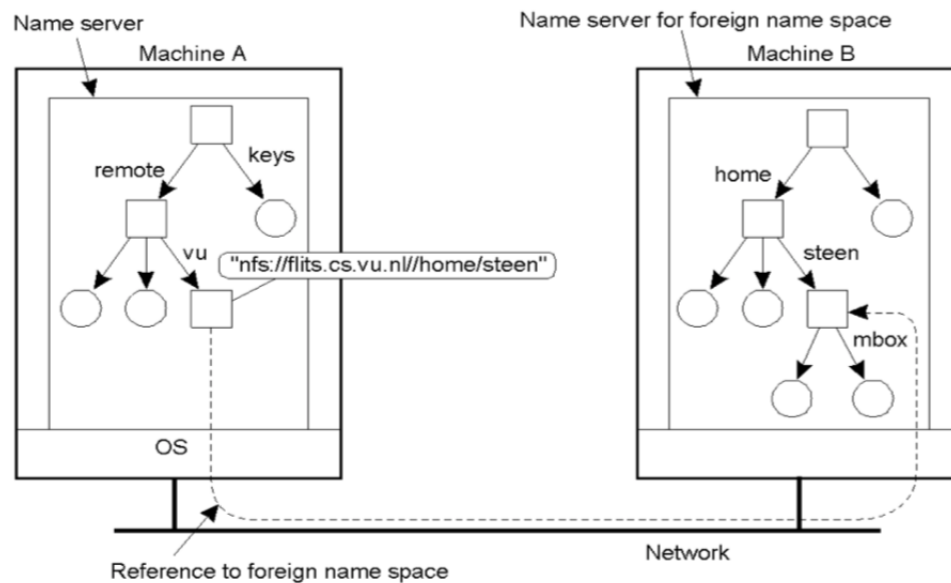 Name server
Name server for foreign name space
Machine A
Machine B
keys
remote
home
vu
steen
"nfs://flits.cs.vu.nl//home/steen"
mbox
OS
Network
Reference to foreign name space